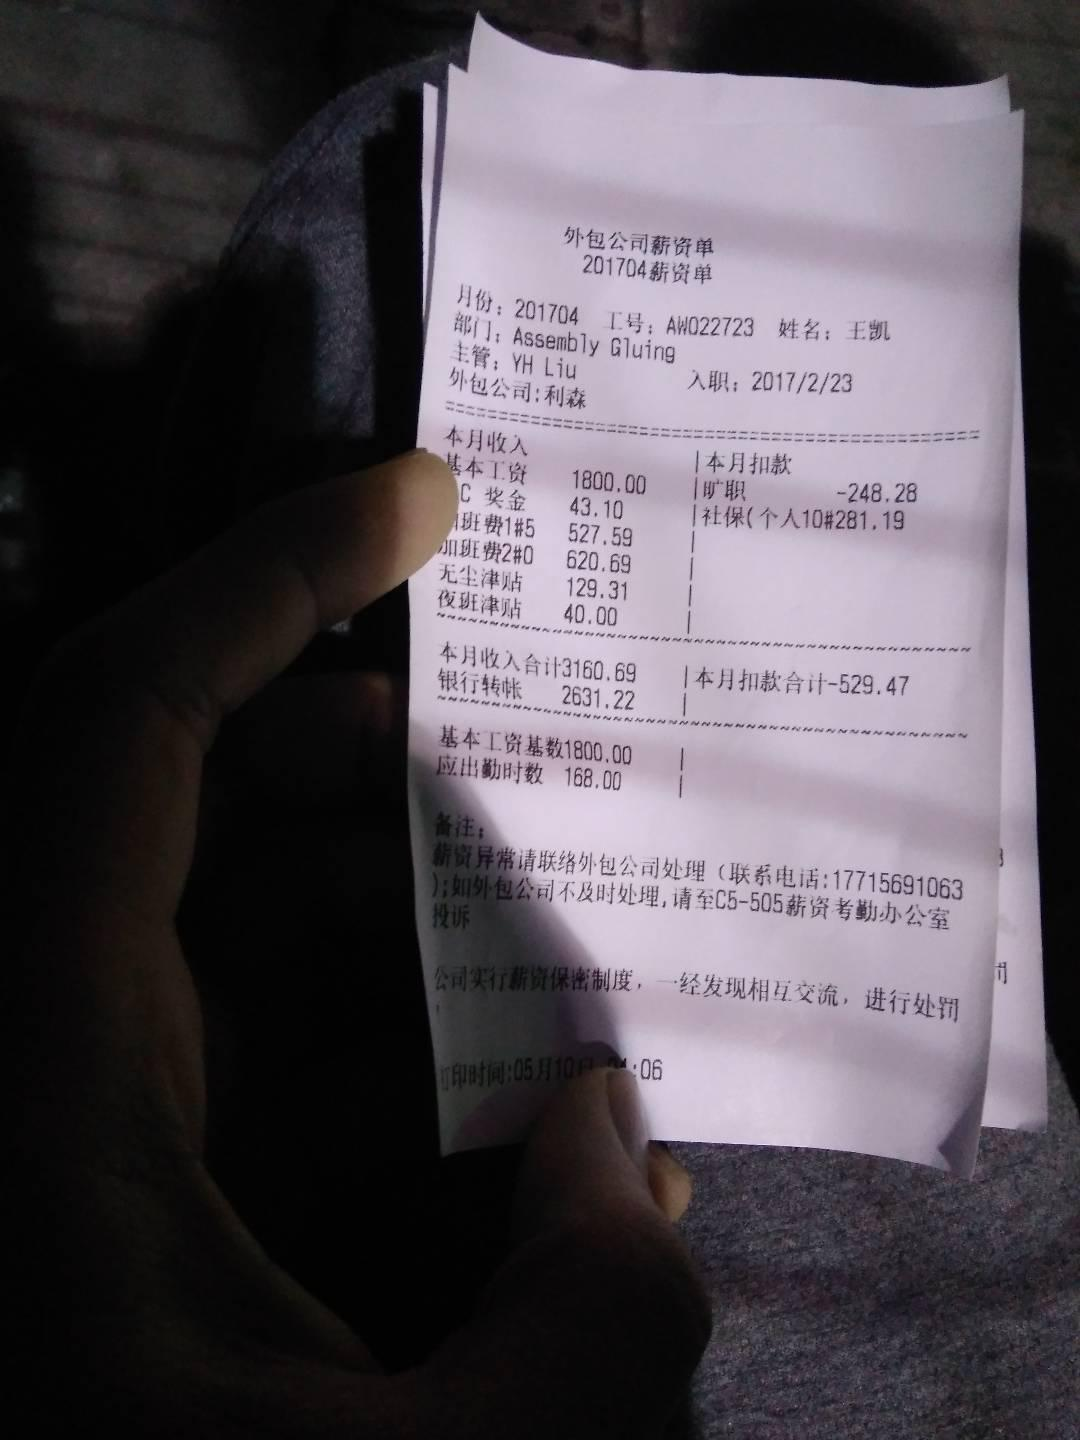 外包公司薪资单
201704薪资单
月份：201704 工号：AW022723 姓名：王凯
部门：Assembly Gluing
主管：YH Liu 入职：2017/2/23
外包公司:利森
本月收入 |本月扣款
基本工资 1800.00 |旷职 -248.28
C 奖金 43.10 |社保(个人10#281.19
加班费1#5 527.59 |
加班费2#0 620.69 |
无尘津贴 129.31 |
夜班津贴 40.00 |
本月收入合计3160.69 |本月扣款合计-529.47
银行转帐 2631.22 |
基本工资基数1800.00 |
应出勤时数 168.00 |
备注：
薪资异常请联络外包公司处理（联系电话:17715691063
);如外包公司不及时处理,请至C5-505薪资考勤办公室
投诉
公司实行薪资保密制度，一经发现相互交流，进行处罚
打印时间:05月10日 :06